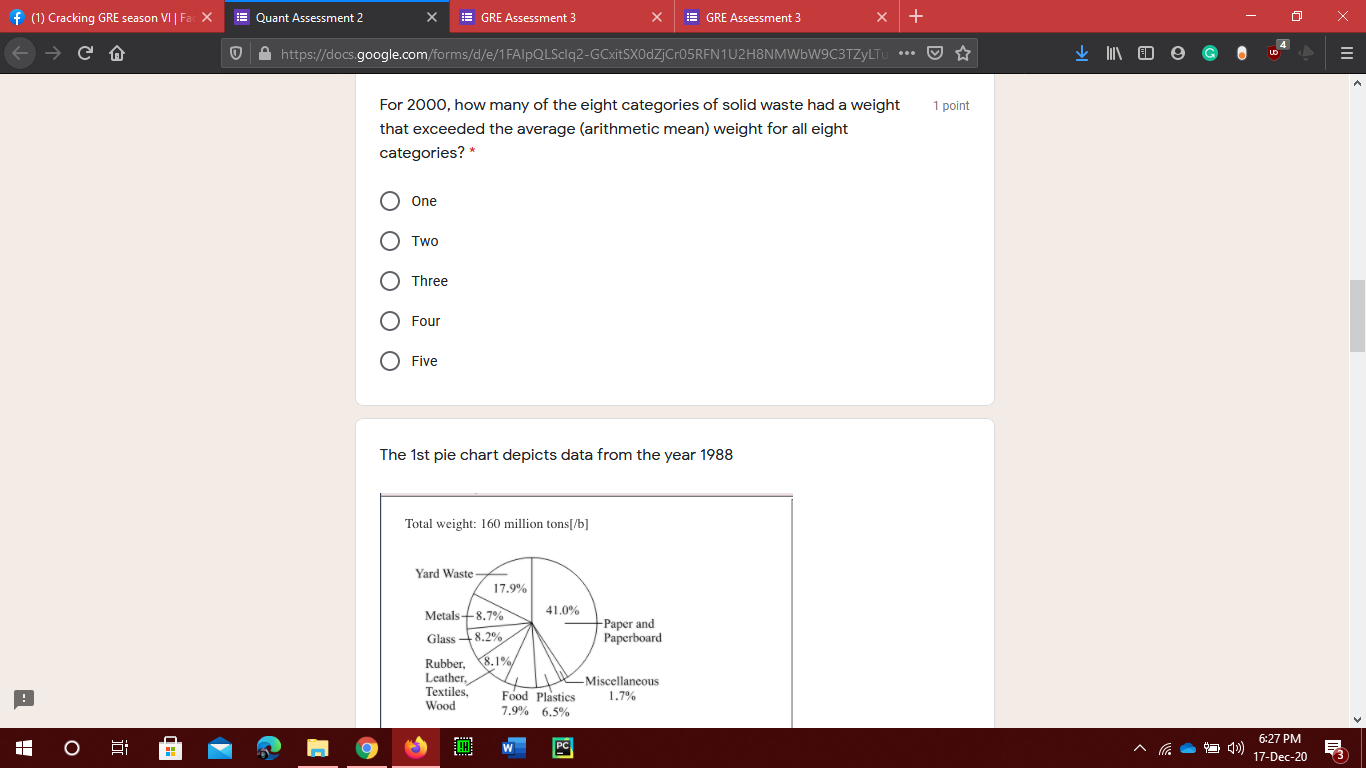 (1) Cracking GRE season VI | Fa
Quant Assessment 2
GRE Assessment 3
GRE Assessment 3
https://docs.google.com/forms/d/e/1FAIpQLSclq2-GCxitSX0dZjCr05RFN1U2H8NMWbW9C3TZyLTu
4
For 2000, how many of the eight categories of solid waste had a weight
that exceeded the average (arithmetic mean) weight for all eight
categories? *
1 point
One
Two
Three
Four
Five
The 1st pie chart depicts data from the year 1988
Total weight: 160 million tons[/b]
Yard Waste
17.9%
Metals
8.7%
41.0%
Paper and
Paperboard
Glass
8.2%
Rubber,
Leather,
Textiles,
Wood
8.1%
Miscellaneous
1.7%
Food
7.9%
Plastics
6.5%
W
PC
6:27 PM
17-Dec-20
3